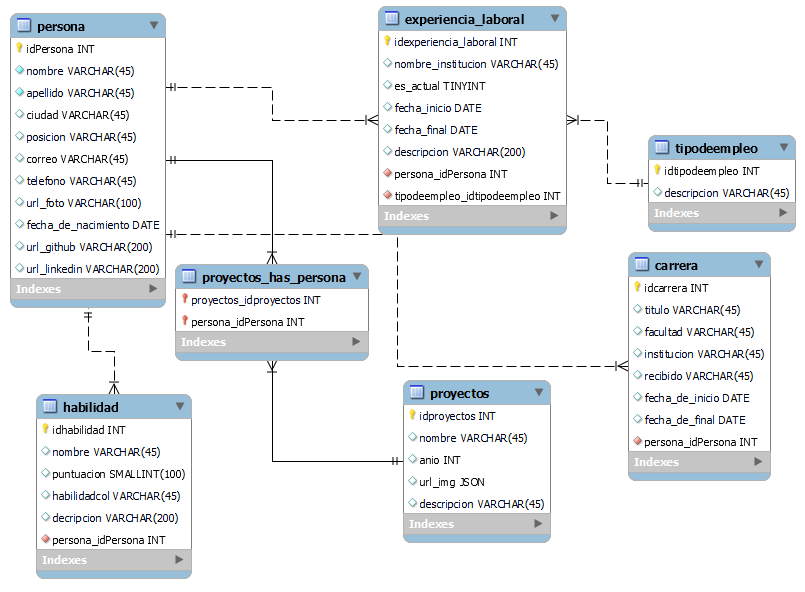 persona
idPersona INT
nombre VARCHAR(45)
apellido VARCHAR(45)
ciudad VARCHAR(45)
posicion VARCHAR(45)
correo VARCHAR(45)
telefono VARCHAR(45)
url_foto VARCHAR(100)
fecha_de_nacimiento DATE
url_github VARCHAR(200)
url_linkedin VARCHAR(200)
Indexes
experiencia_laboral
idexperiencia_laboral INT
nombre_institucion VARCHAR(45)
es_actual TINYINT
fecha_inicio DATE
fecha_final DATE
descripcion VARCHAR(200)
persona_idPersona INT
tipodeempleo_idtipodeempleo INT
Indexes
tipodeempleo
idtipodeempleo INT
descripcion VARCHAR(45)
Indexes
proyectos_has_persona
proyectos_idproyectos INT
persona_idPersona INT
Indexes
carrera
idcarrera INT
titulo VARCHAR(45)
facultad VARCHAR(45)
institucion VARCHAR(45)
recibido VARCHAR(45)
fecha_de_inicio DATE
fecha_de_final DATE
persona_idPersona INT
Indexes
habilidad
idhabilidad INT
nombre VARCHAR(45)
puntuacion SMALLINT(100)
habilidadcol VARCHAR(45)
decripcion VARCHAR(200)
persona_idPersona INT
Indexes
proyectos
idproyectos INT
nombre VARCHAR(45)
anio INT
url_img JSON
descripcion VARCHAR(45)
Indexes